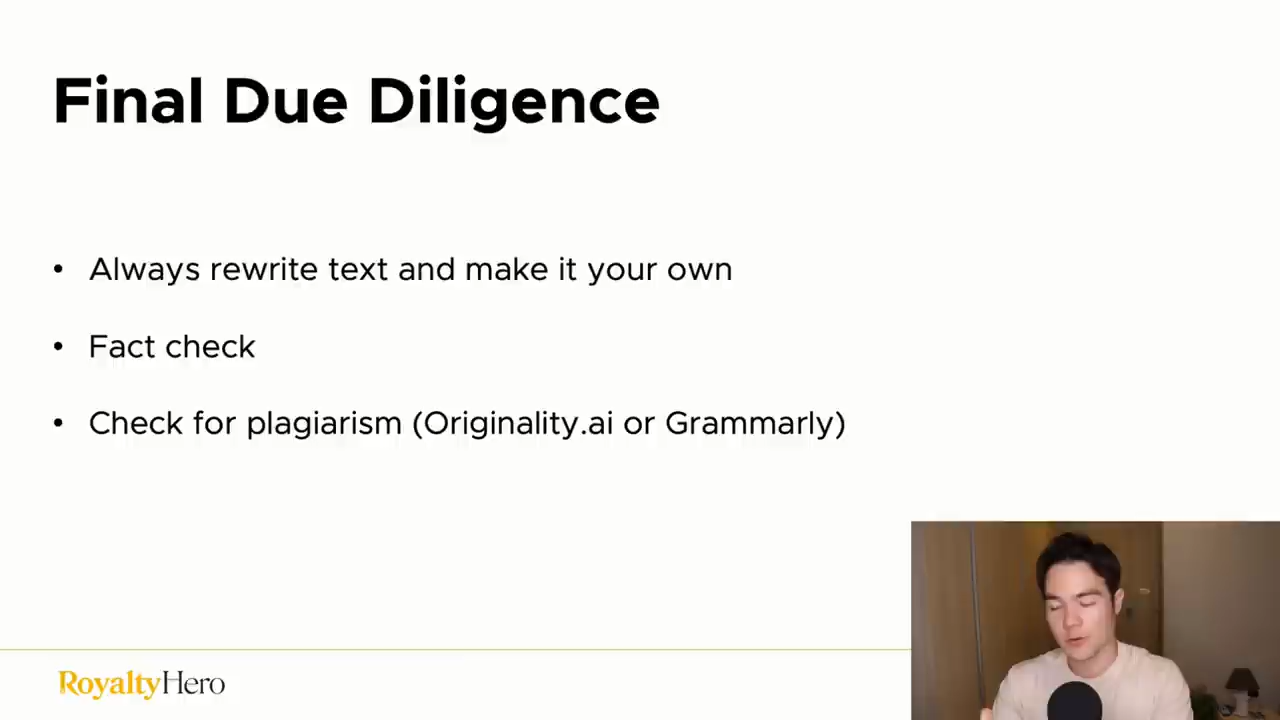 Final Due Diligence
• Always rewrite text and make it your own
• Fact check
• Check for plagiarism (Originality.ai or Grammarly)
RoyaltyHero